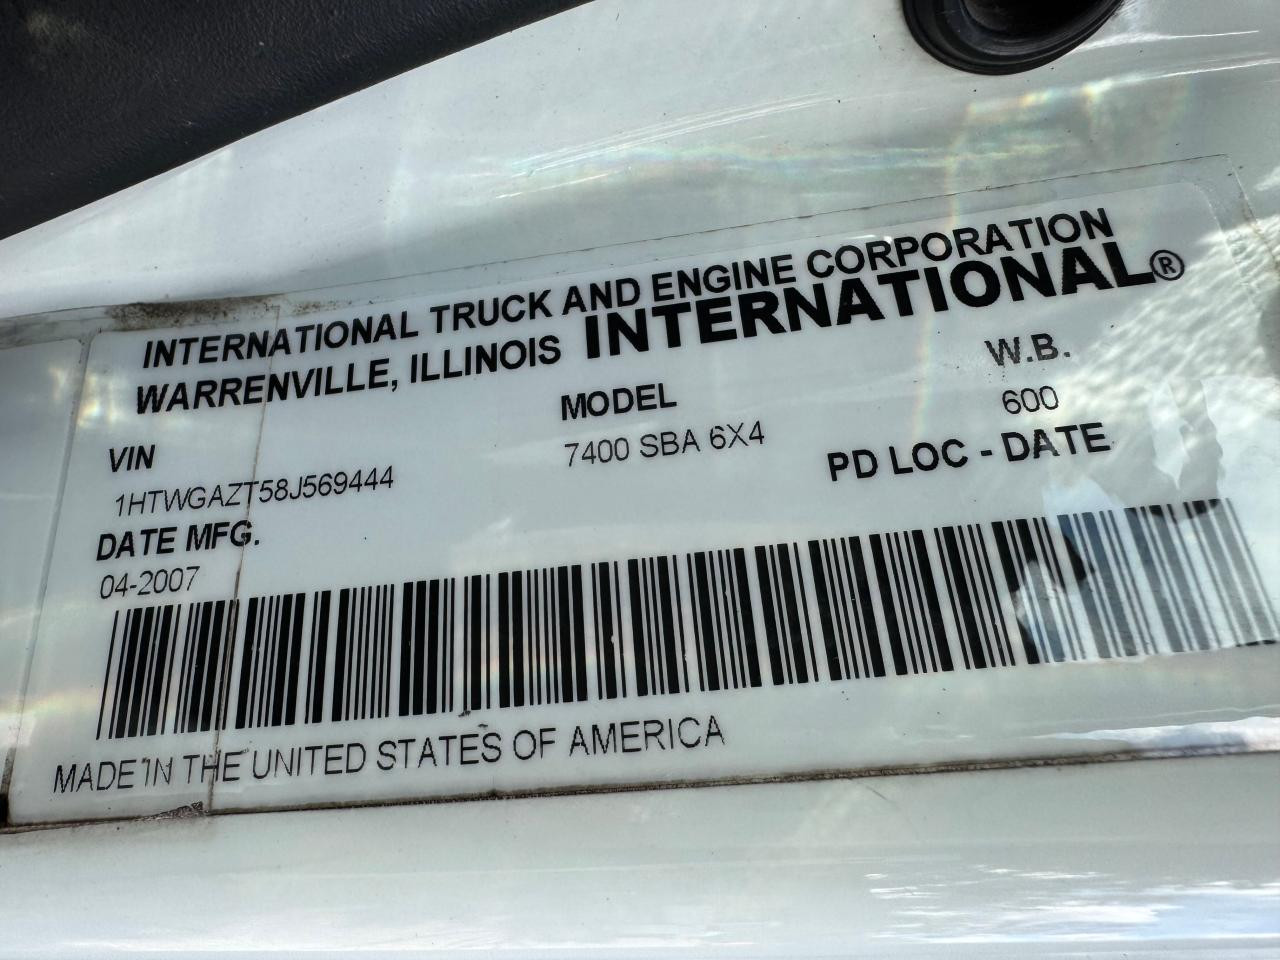 INTERNATIONAL TRUCK AND ENGINE CORPORATION
WARRENVILLE, ILLINOIS INTERNATIONAL®
VIN MODEL W.B.
1HTWGAZT58J569444 7400 SBA 6X4 600
DATE MFG. PD LOC - DATE
04-2007
MADE IN THE UNITED STATES OF AMERICA